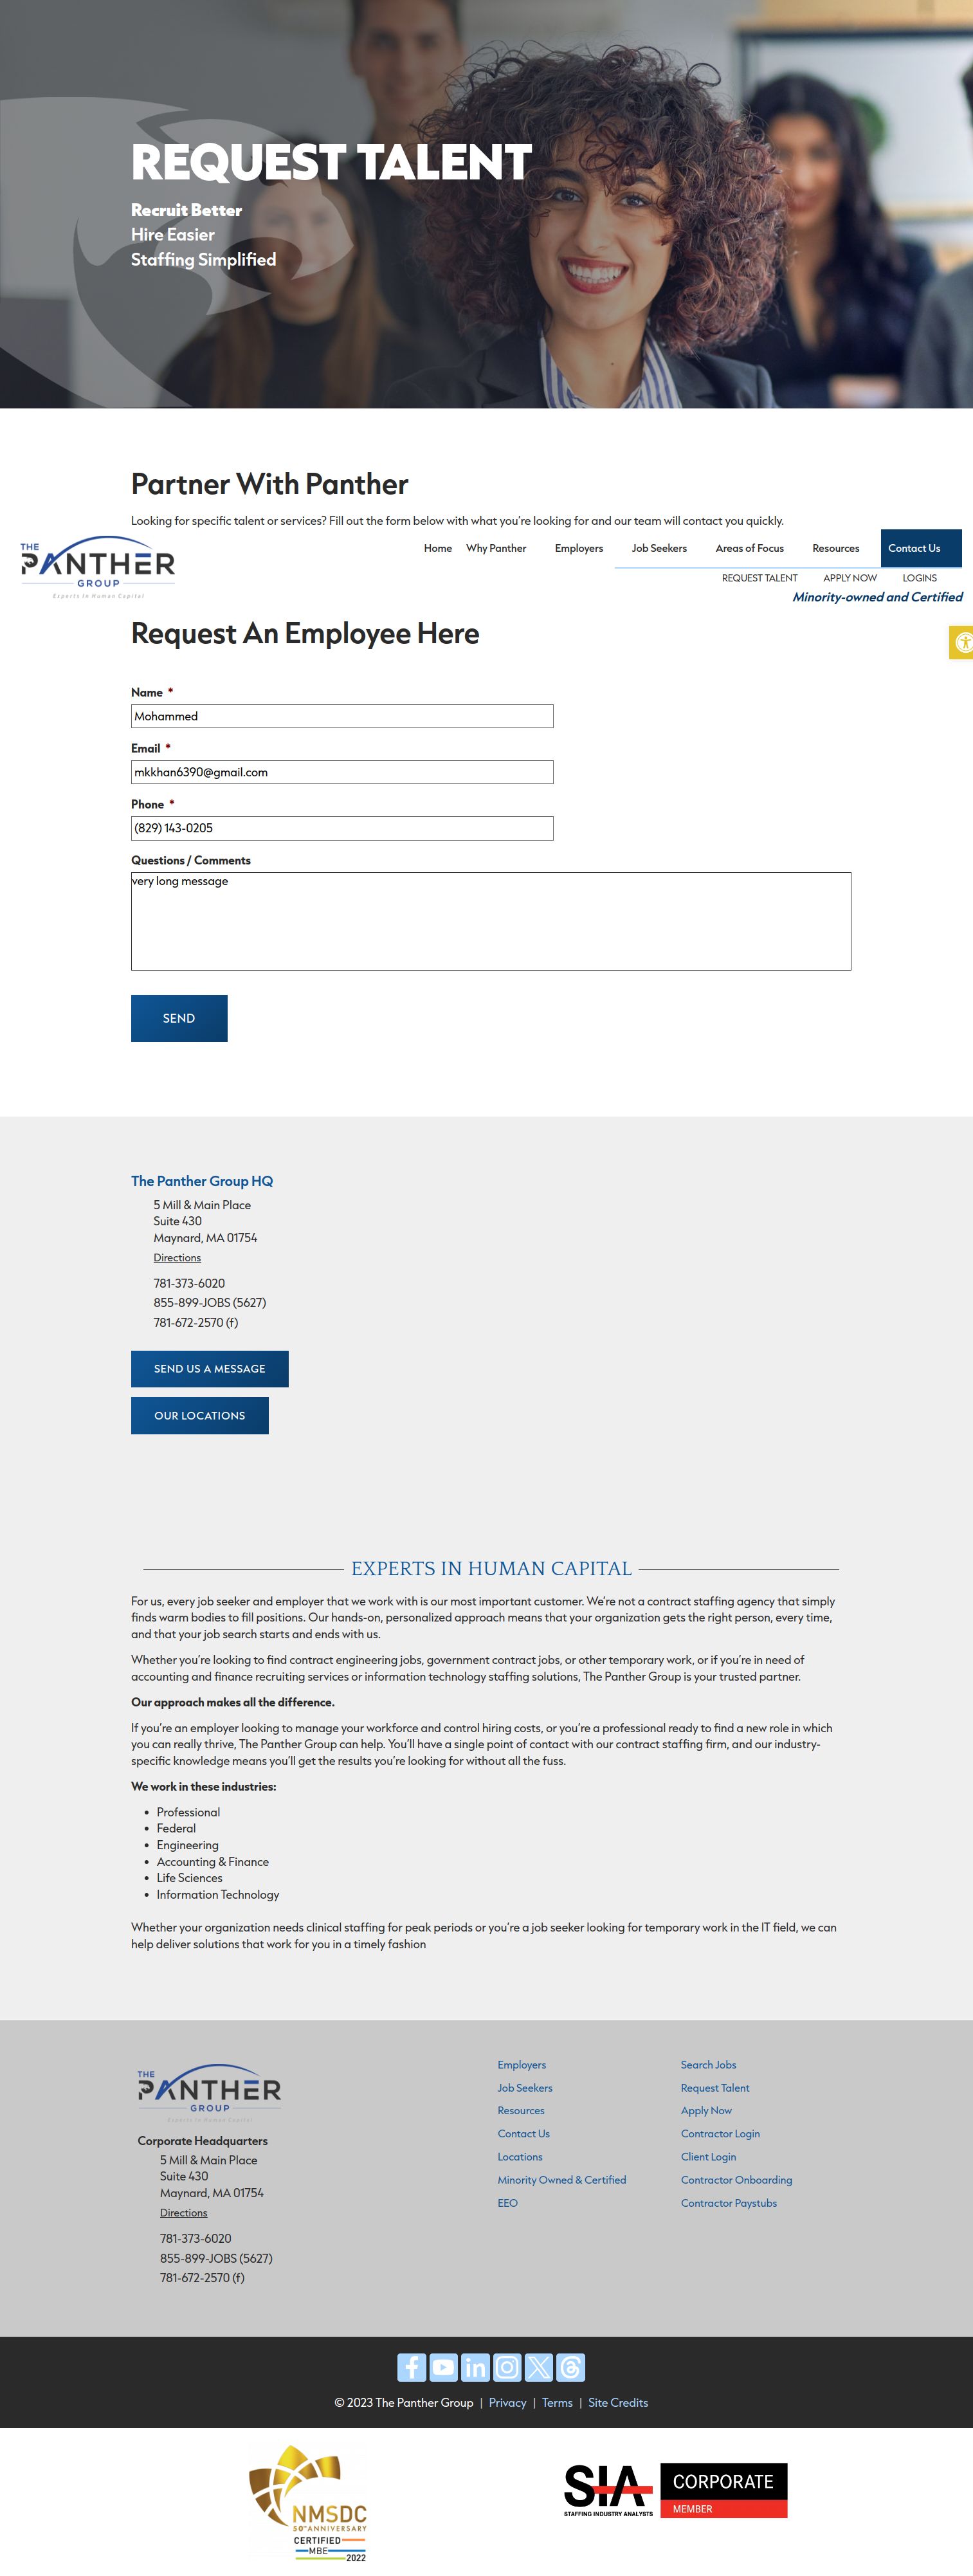 REQUEST TALENT
Recruit Better
Hire Easier
Staffing Simplified
Partner With Panther
Looking for specific talent or services? Fill out the form below with what you're looking for and our team will contact you quickly.
THE
PANTHER
GROUP
Experts In Human Capital
Home Why Panther Employers Job Seekers Areas of Focus Resources Contact Us
REQUEST TALENT APPLY NOW LOGINS
Minority-owned and Certified
Request An Employee Here
Name *
Mohammed
Email *
mkkhan6390@gmail.com
Phone *
(829) 143-0205
Questions / Comments
very long message
SEND
The Panther Group HQ
5 Mill & Main Place
Suite 430
Maynard, MA 01754
Directions
781-373-6020
855-899-JOBS (5627)
781-672-2570 (f)
SEND US A MESSAGE
OUR LOCATIONS
EXPERTS IN HUMAN CAPITAL
For us, every job seeker and employer that we work with is our most important customer. We're not a contract staffing agency that simply
finds warm bodies to fill positions. Our hands-on, personalized approach means that your organization gets the right person, every time,
and that your job search starts and ends with us.
Whether you're looking to find contract engineering jobs, government contract jobs, or other temporary work, or if you're in need of
accounting and finance recruiting services or information technology staffing solutions, The Panther Group is your trusted partner.
Our approach makes all the difference.
If you're an employer looking to manage your workforce and control hiring costs, or you're a professional ready to find a new role in which
you can really thrive, The Panther Group can help. You'll have a single point of contact with our contract staffing firm, and our industry-
specific knowledge means you'll get the results you're looking for without all the fuss.
We work in these industries:
• Professional
• Federal
• Engineering
• Accounting & Finance
• Life Sciences
• Information Technology
Whether your organization needs clinical staffing for peak periods or you're a job seeker looking for temporary work in the IT field, we can
help deliver solutions that work for you in a timely fashion
THE
PANTHER
GROUP
Experts In Human Capital
Corporate Headquarters
5 Mill & Main Place
Suite 430
Maynard, MA 01754
Directions
781-373-6020
855-899-JOBS (5627)
781-672-2570 (f)
Employers
Job Seekers
Resources
Contact Us
Locations
Minority Owned & Certified
EEO
Search Jobs
Request Talent
Apply Now
Contractor Login
Client Login
Contractor Onboarding
Contractor Paystubs
© 2023 The Panther Group | Privacy | Terms | Site Credits
NMSDC
50TH ANNIVERSARY
CERTIFIED
MBE
2022
SIA
STAFFING INDUSTRY ANALYSTS
CORPORATE
MEMBER